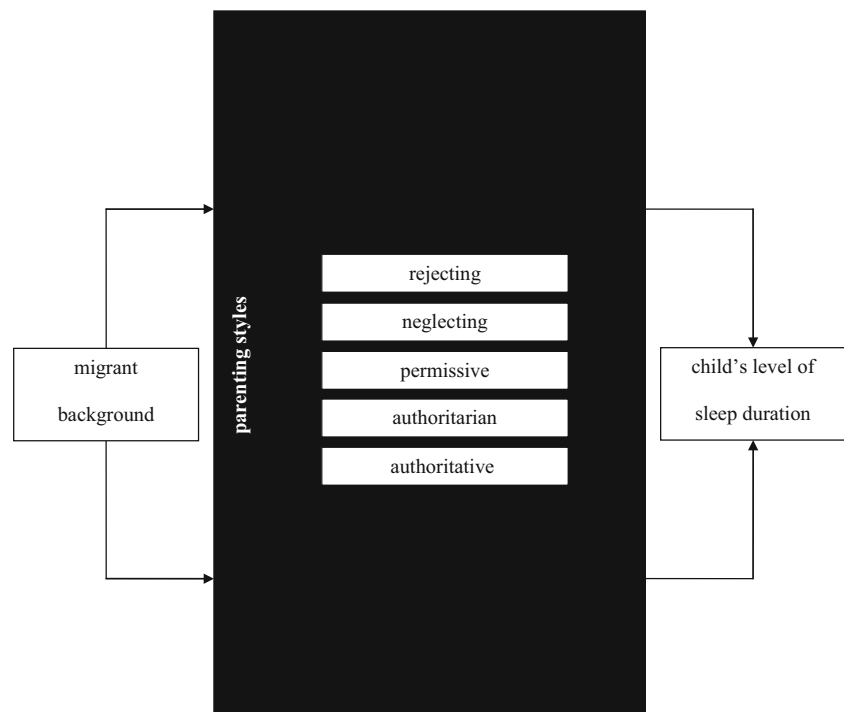 migrant
background
parenting styles
rejecting
neglecting
permissive
authoritarian
authoritative
child's level of
sleep duration